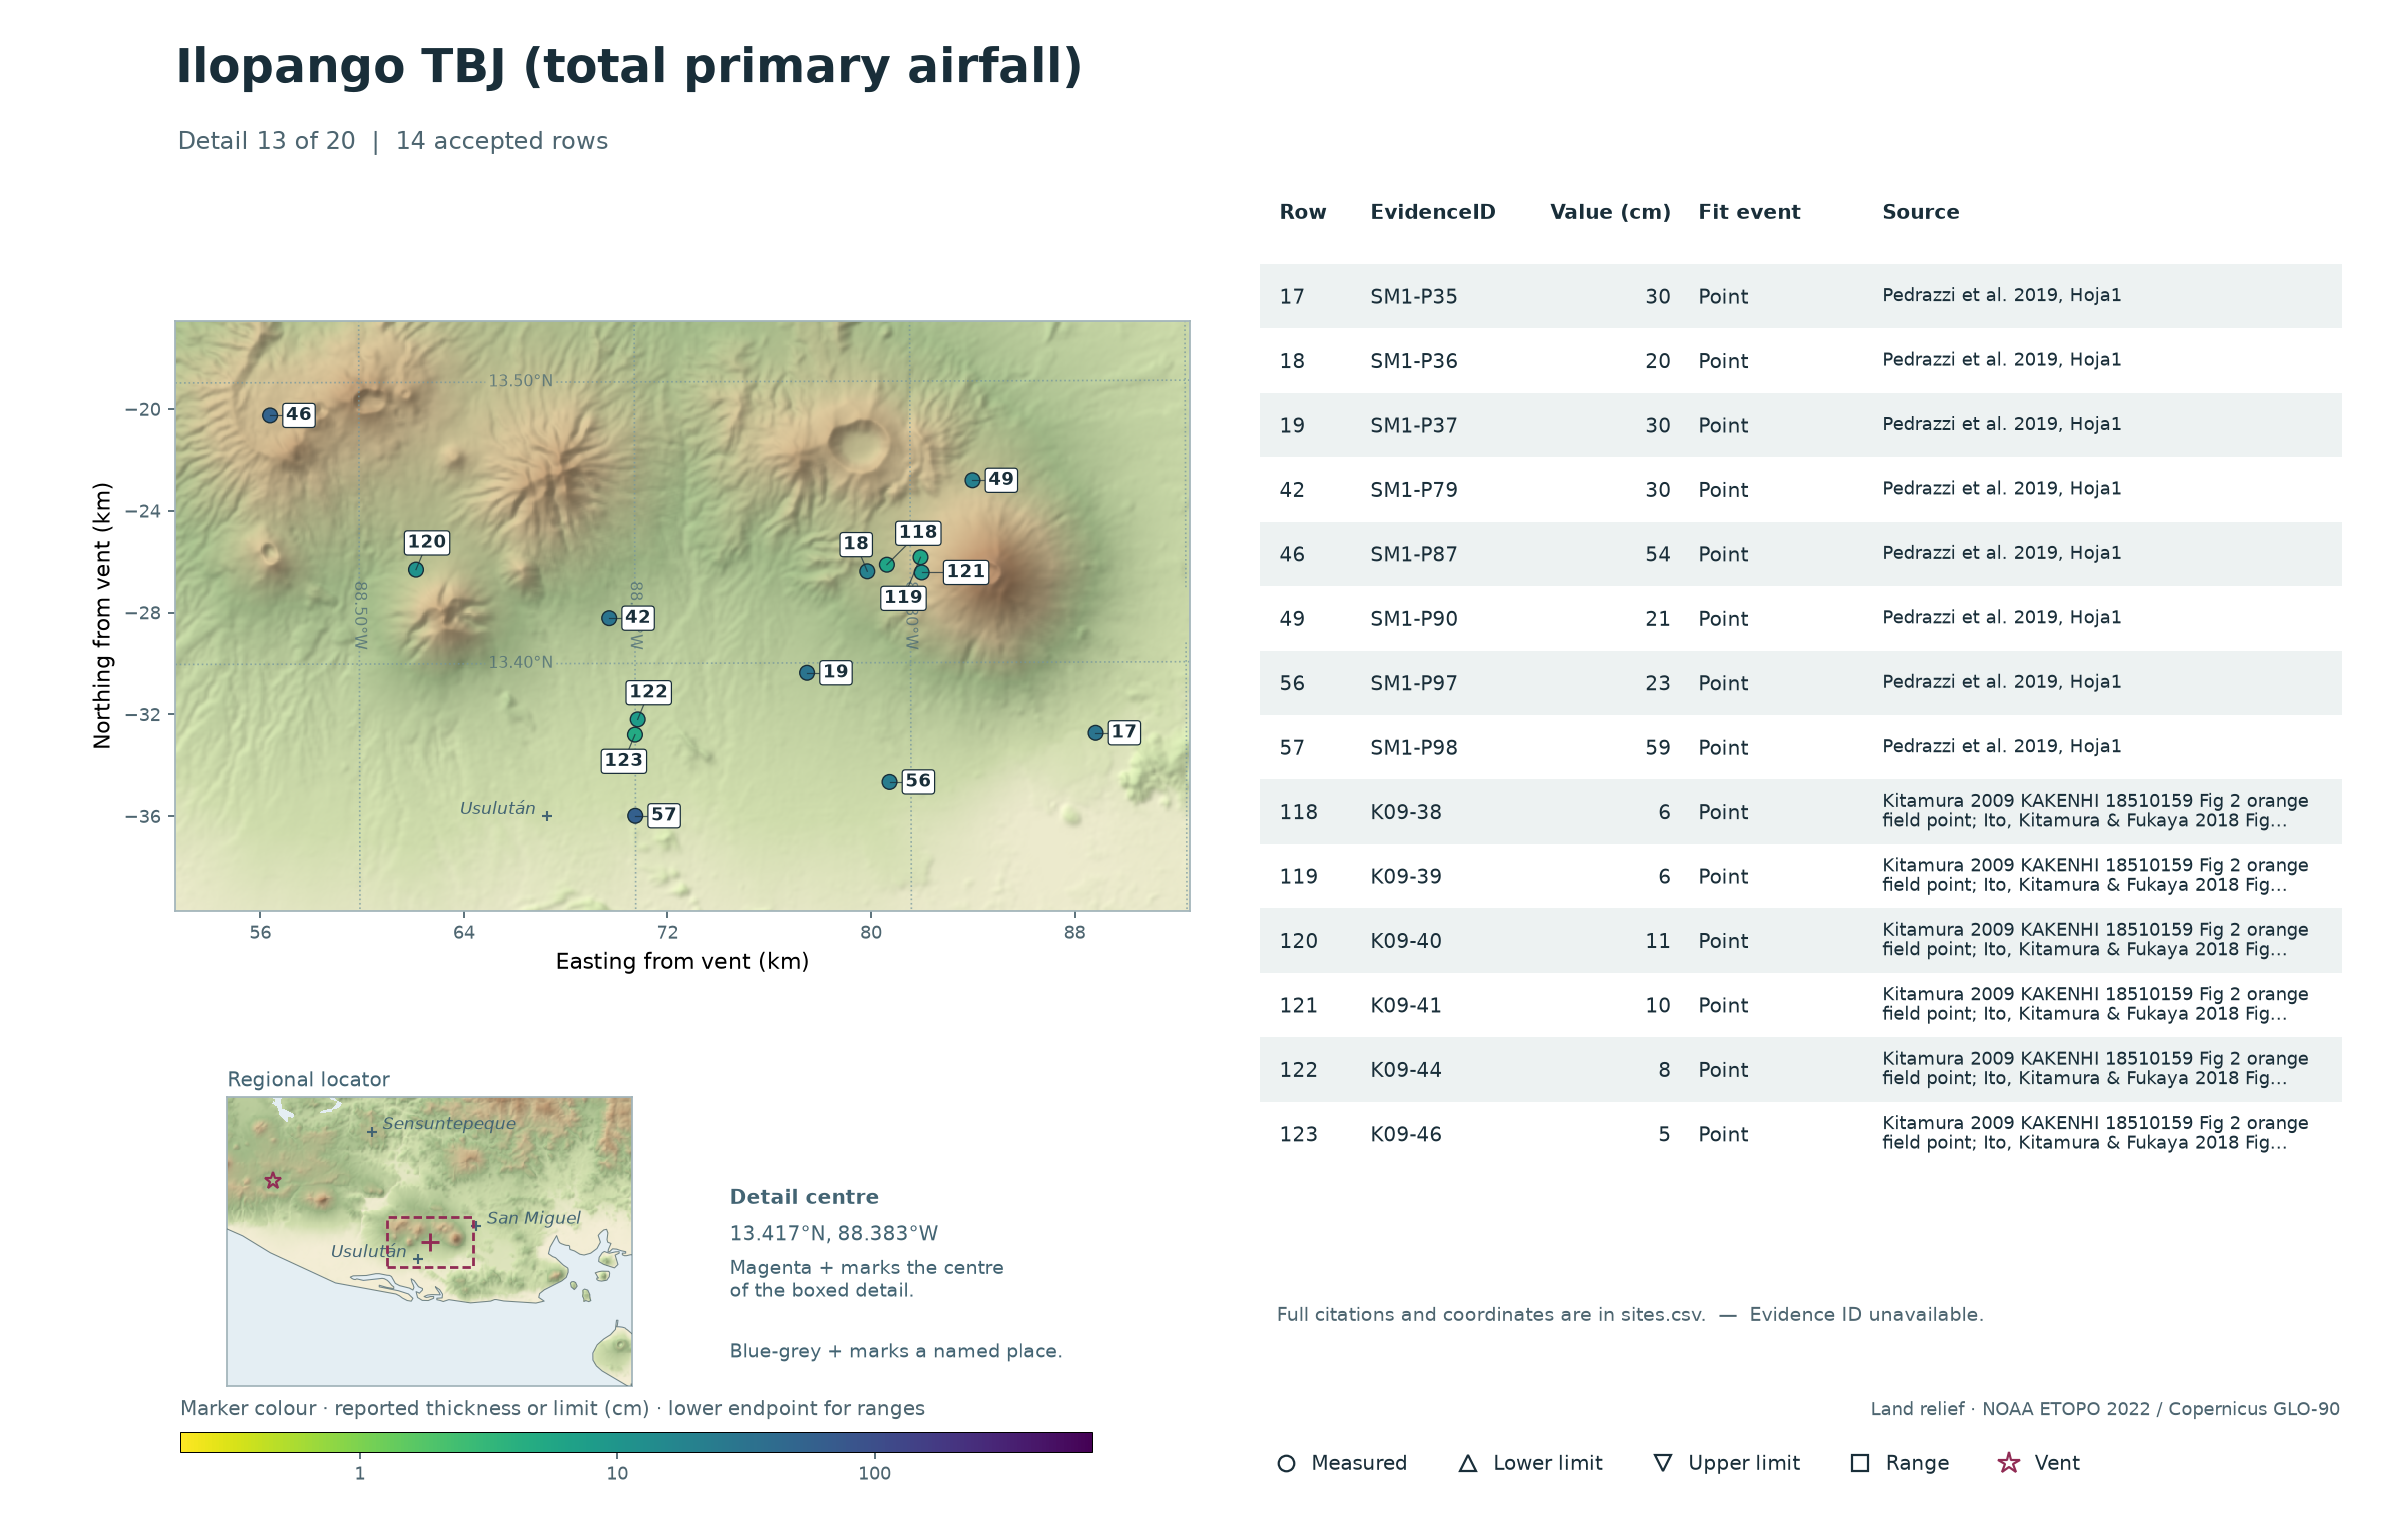 Ilopango TBJ (total primary airfall)
Detail 13 of 20 | 14 accepted rows
Row EvidenceID Value (cm) Fit event Source
17 SM1-P35 30 Point Pedrazzi et al. 2019, Hoja1
18 SM1-P36 20 Point Pedrazzi et al. 2019, Hoja1
19 SM1-P37 30 Point Pedrazzi et al. 2019, Hoja1
42 SM1-P79 30 Point Pedrazzi et al. 2019, Hoja1
46 SM1-P87 54 Point Pedrazzi et al. 2019, Hoja1
49 SM1-P90 21 Point Pedrazzi et al. 2019, Hoja1
56 SM1-P97 23 Point Pedrazzi et al. 2019, Hoja1
57 SM1-P98 59 Point Pedrazzi et al. 2019, Hoja1
118 K09-38 6 Point Kitamura 2009 KAKENHI 18510159 Fig 2 orange
field point; Ito, Kitamura & Fukaya 2018 Fig...
119 K09-39 6 Point Kitamura 2009 KAKENHI 18510159 Fig 2 orange
field point; Ito, Kitamura & Fukaya 2018 Fig...
120 K09-40 11 Point Kitamura 2009 KAKENHI 18510159 Fig 2 orange
field point; Ito, Kitamura & Fukaya 2018 Fig...
121 K09-41 10 Point Kitamura 2009 KAKENHI 18510159 Fig 2 orange
field point; Ito, Kitamura & Fukaya 2018 Fig...
122 K09-44 8 Point Kitamura 2009 KAKENHI 18510159 Fig 2 orange
field point; Ito, Kitamura & Fukaya 2018 Fig...
123 K09-46 5 Point Kitamura 2009 KAKENHI 18510159 Fig 2 orange
field point; Ito, Kitamura & Fukaya 2018 Fig...
Northing from vent (km)
−20
−24
−28
−32
−36
13.50°N
46
49
120
18
118
121
119
88.50°W
42
13.40°N
19
122
17
123
56
Usulután
57
56 64 72 80 88
Easting from vent (km)
Regional locator
Sensuntepeque
San Miguel
Usulután
Detail centre
13.417°N, 88.383°W
Magenta + marks the centre
of the boxed detail.
Blue-grey + marks a named place.
Full citations and coordinates are in sites.csv. — Evidence ID unavailable.
Marker colour · reported thickness or limit (cm) · lower endpoint for ranges
1 10 100
Land relief · NOAA ETOPO 2022 / Copernicus GLO-90
Measured Lower limit Upper limit Range Vent